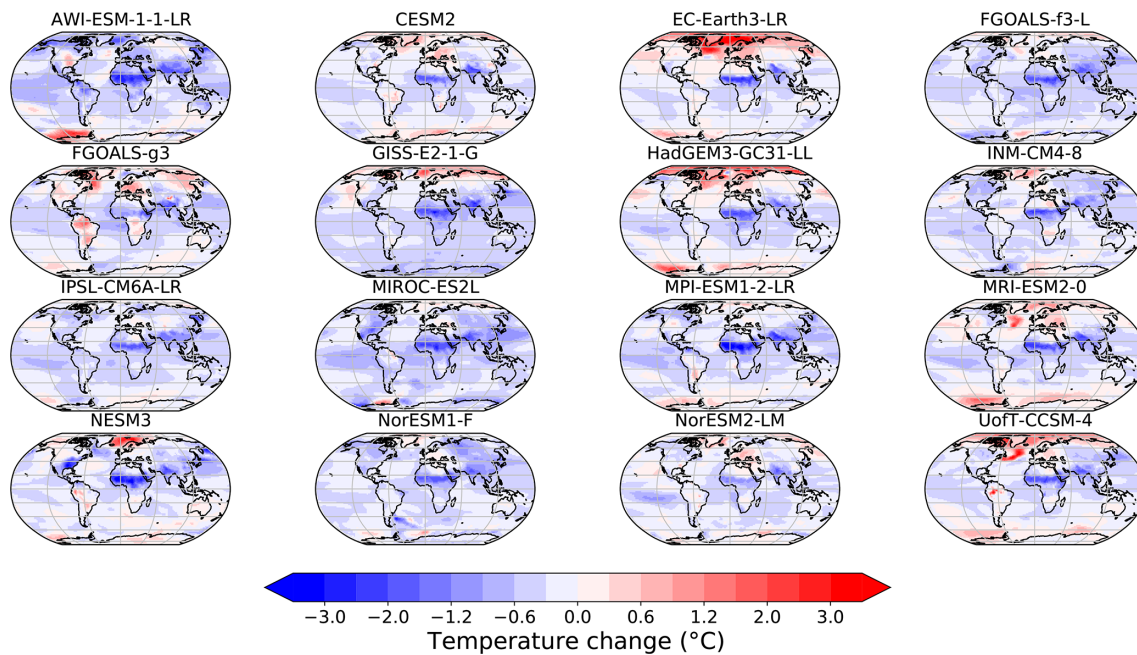 AWI-ESM-1-1-LR CESM2 EC-Earth3-LR FGOALS-f3-L
FGOALS-g3 GISS-E2-1-G HadGEM3-GC31-LL INM-CM4-8
IPSL-CM6A-LR MIROC-ES2L MPI-ESM1-2-LR MRI-ESM2-0
NESM3 NorESM1-F NorESM2-LM UofT-CCSM-4
−3.0 −2.0 −1.2 −0.6 0.0 0.6 1.2 2.0 3.0
Temperature change (°C)